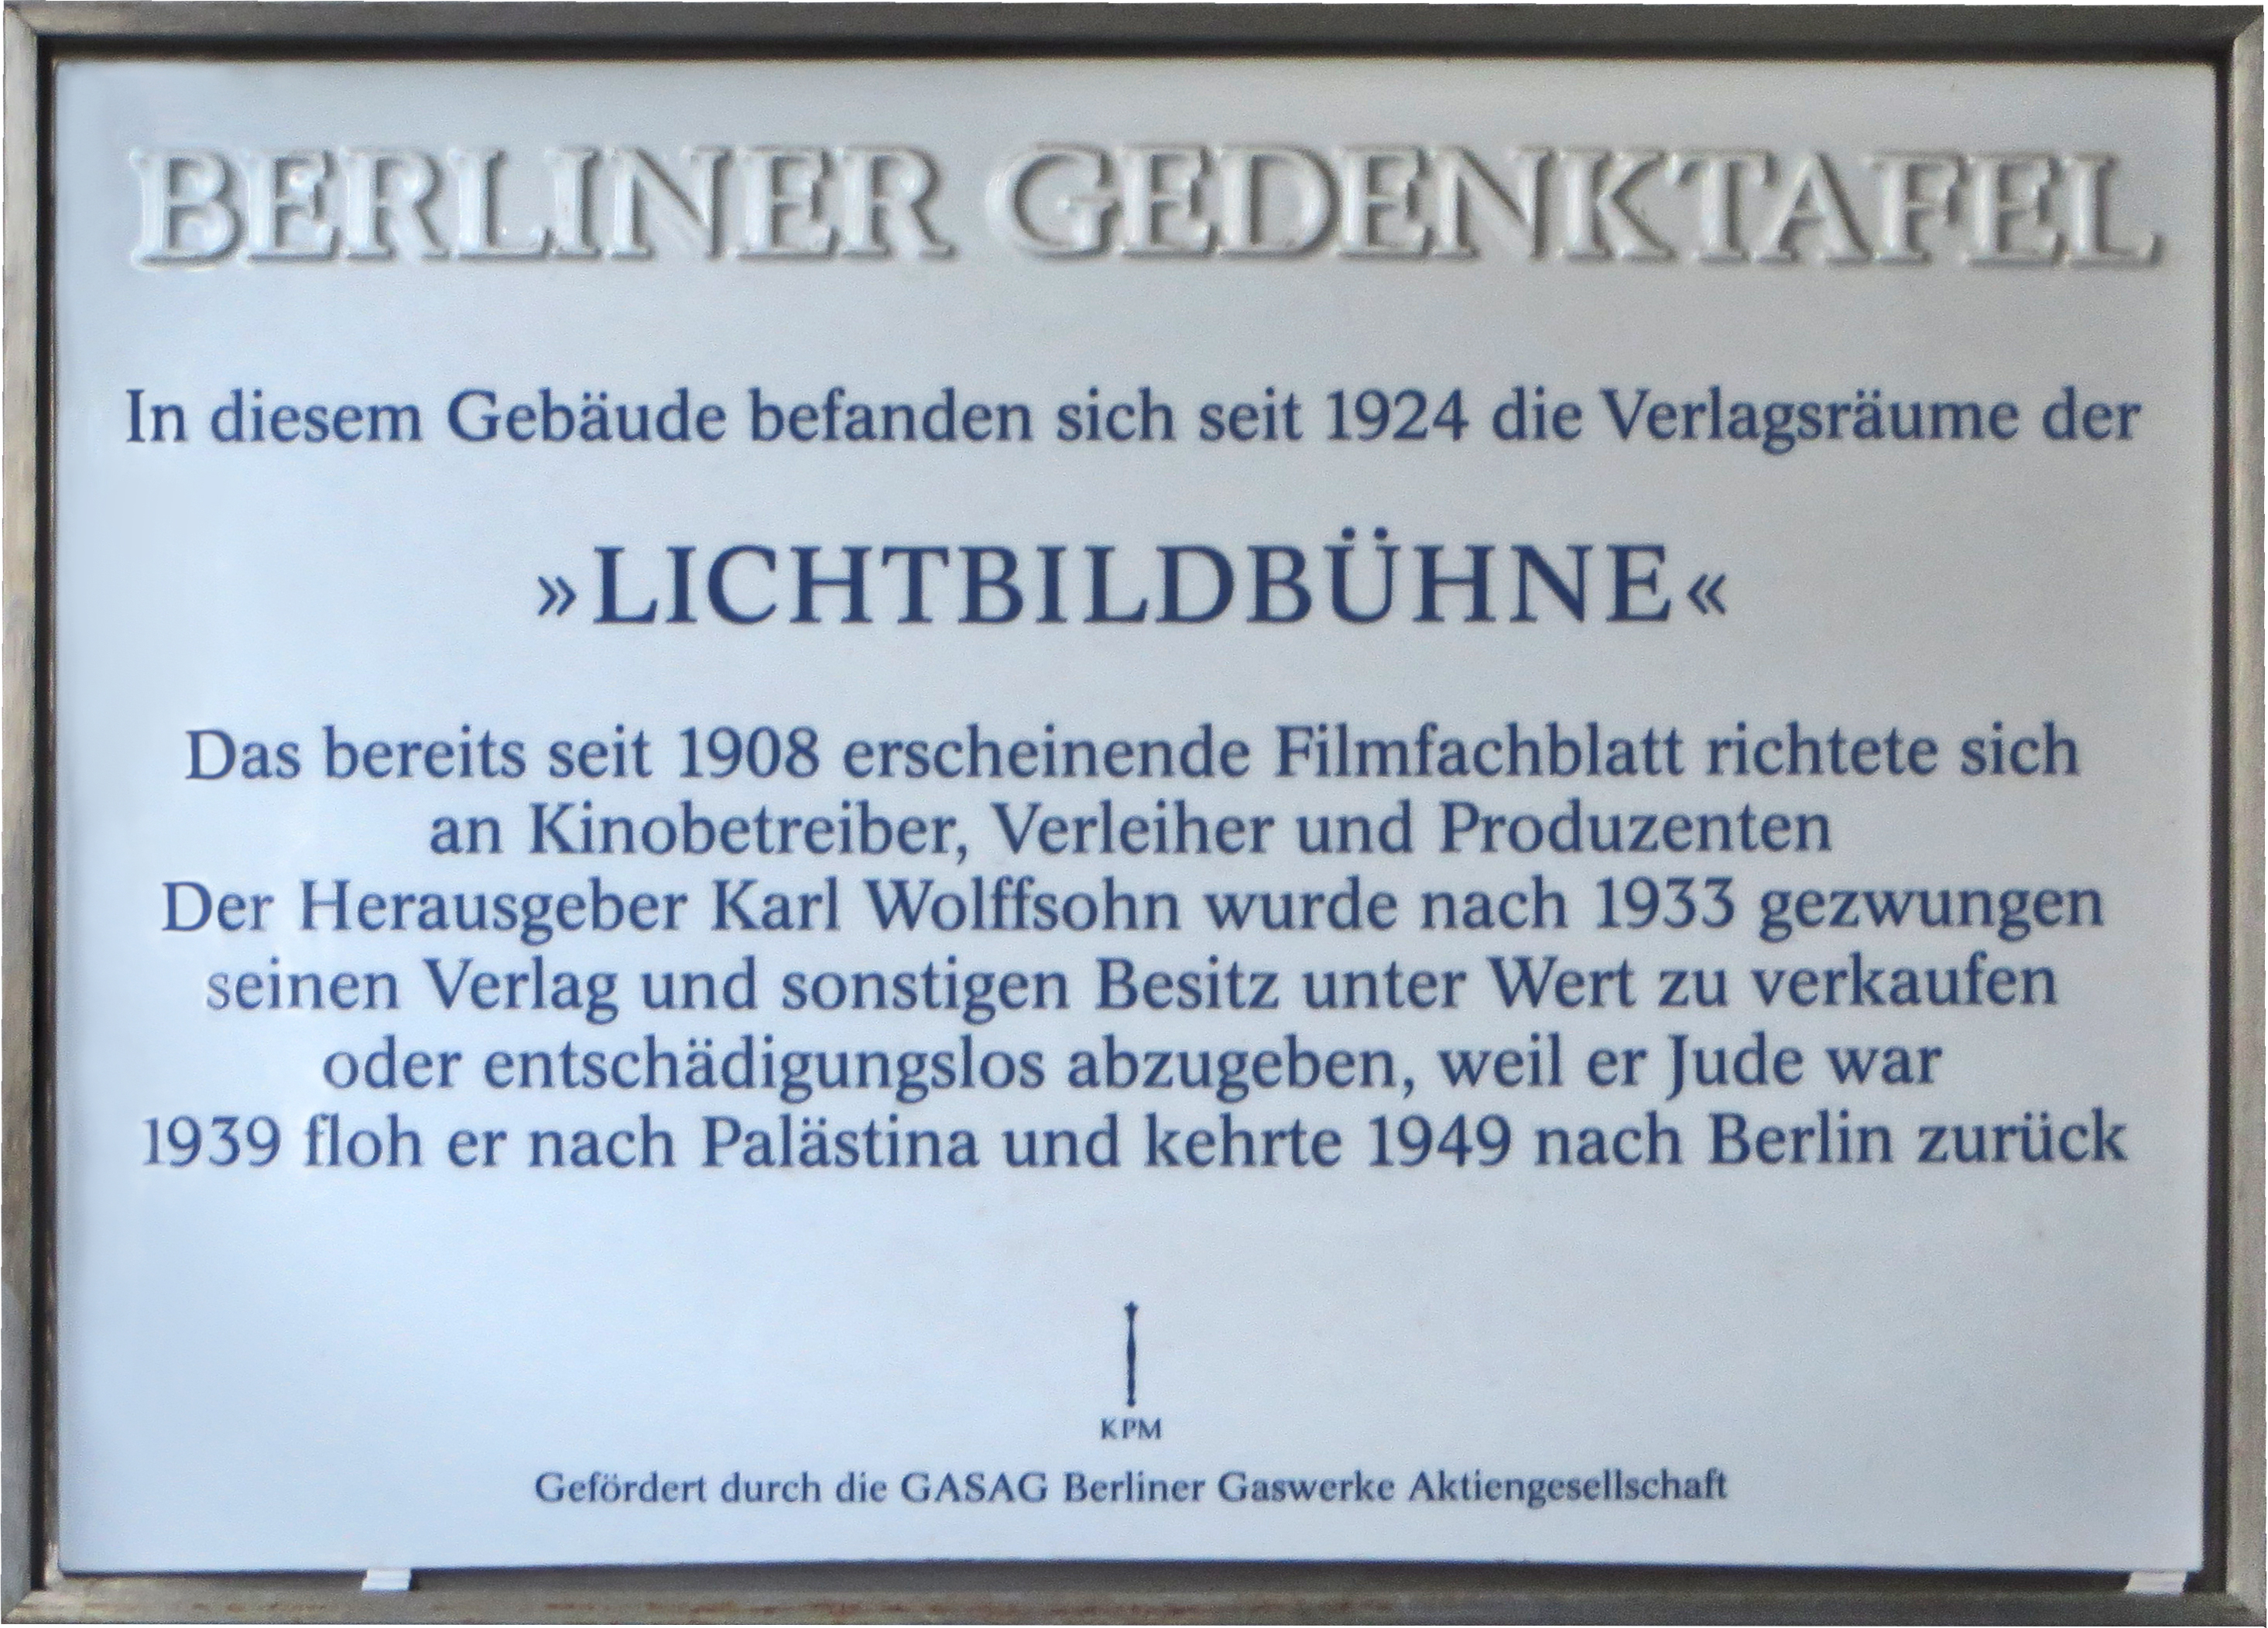 BERLINER GEDENKTAFEL
In diesem Gebäude befanden sich seit 1924 die Verlagsräume der
»LICHTBILDBÜHNE«
Das bereits seit 1908 erscheinende Filmfachblatt richtete sich
an Kinobetreiber, Verleiher und Produzenten
Der Herausgeber Karl Wolffsohn wurde nach 1933 gezwungen
seinen Verlag und sonstigen Besitz unter Wert zu verkaufen
oder entschädigungslos abzugeben, weil er Jude war
1939 floh er nach Palästina und kehrte 1949 nach Berlin zurück
KPM
Gefördert durch die GASAG Berliner Gaswerke Aktiengesellschaft